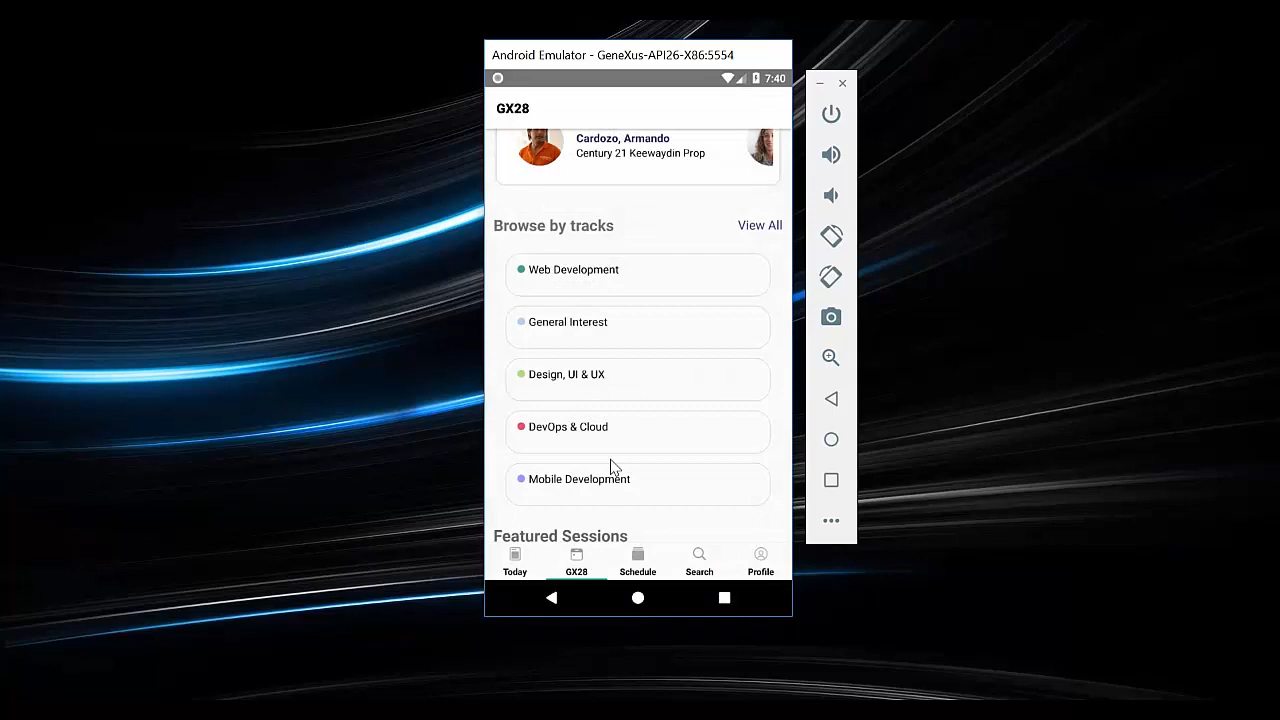 Android Emulator - GeneXus-API26-X86:5554
7:40
GX28
Cardozo, Armando
Century 21 Keewaydin Prop
Browse by tracks
View All
Web Development
General Interest
Design, UI & UX
DevOps & Cloud
Mobile Development
Featured Sessions
Today
GX28
Schedule
Search
Profile